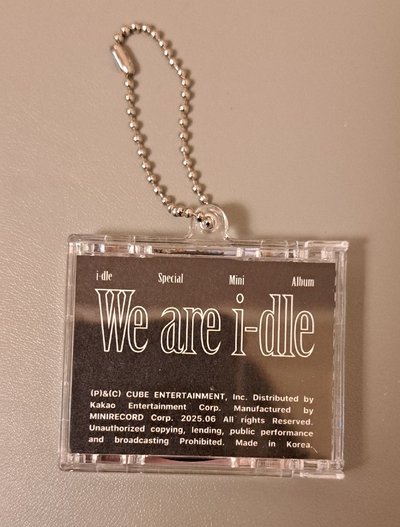 i-dle Special Mini Album
We are i-dle
(P)&(C) CUBE ENTERTAINMENT, Inc. Distributed by
Kakao Entertainment Corp. Manufactured by
MINIRECORD Corp. 2025.06 All rights Reserved.
Unauthorized copying, lending, public performance
and broadcasting Prohibited. Made in Korea.